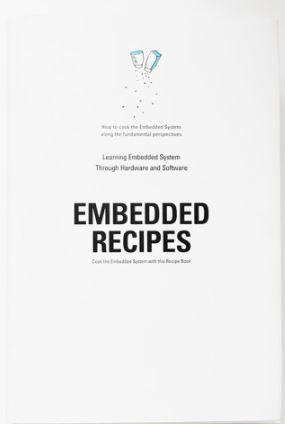 How to cook the Embedded System
along the fundamental perspectives
Learning Embedded System
Through Hardware and Software
EMBEDDED
RECIPES
Cook the Embedded System with this Recipe Book